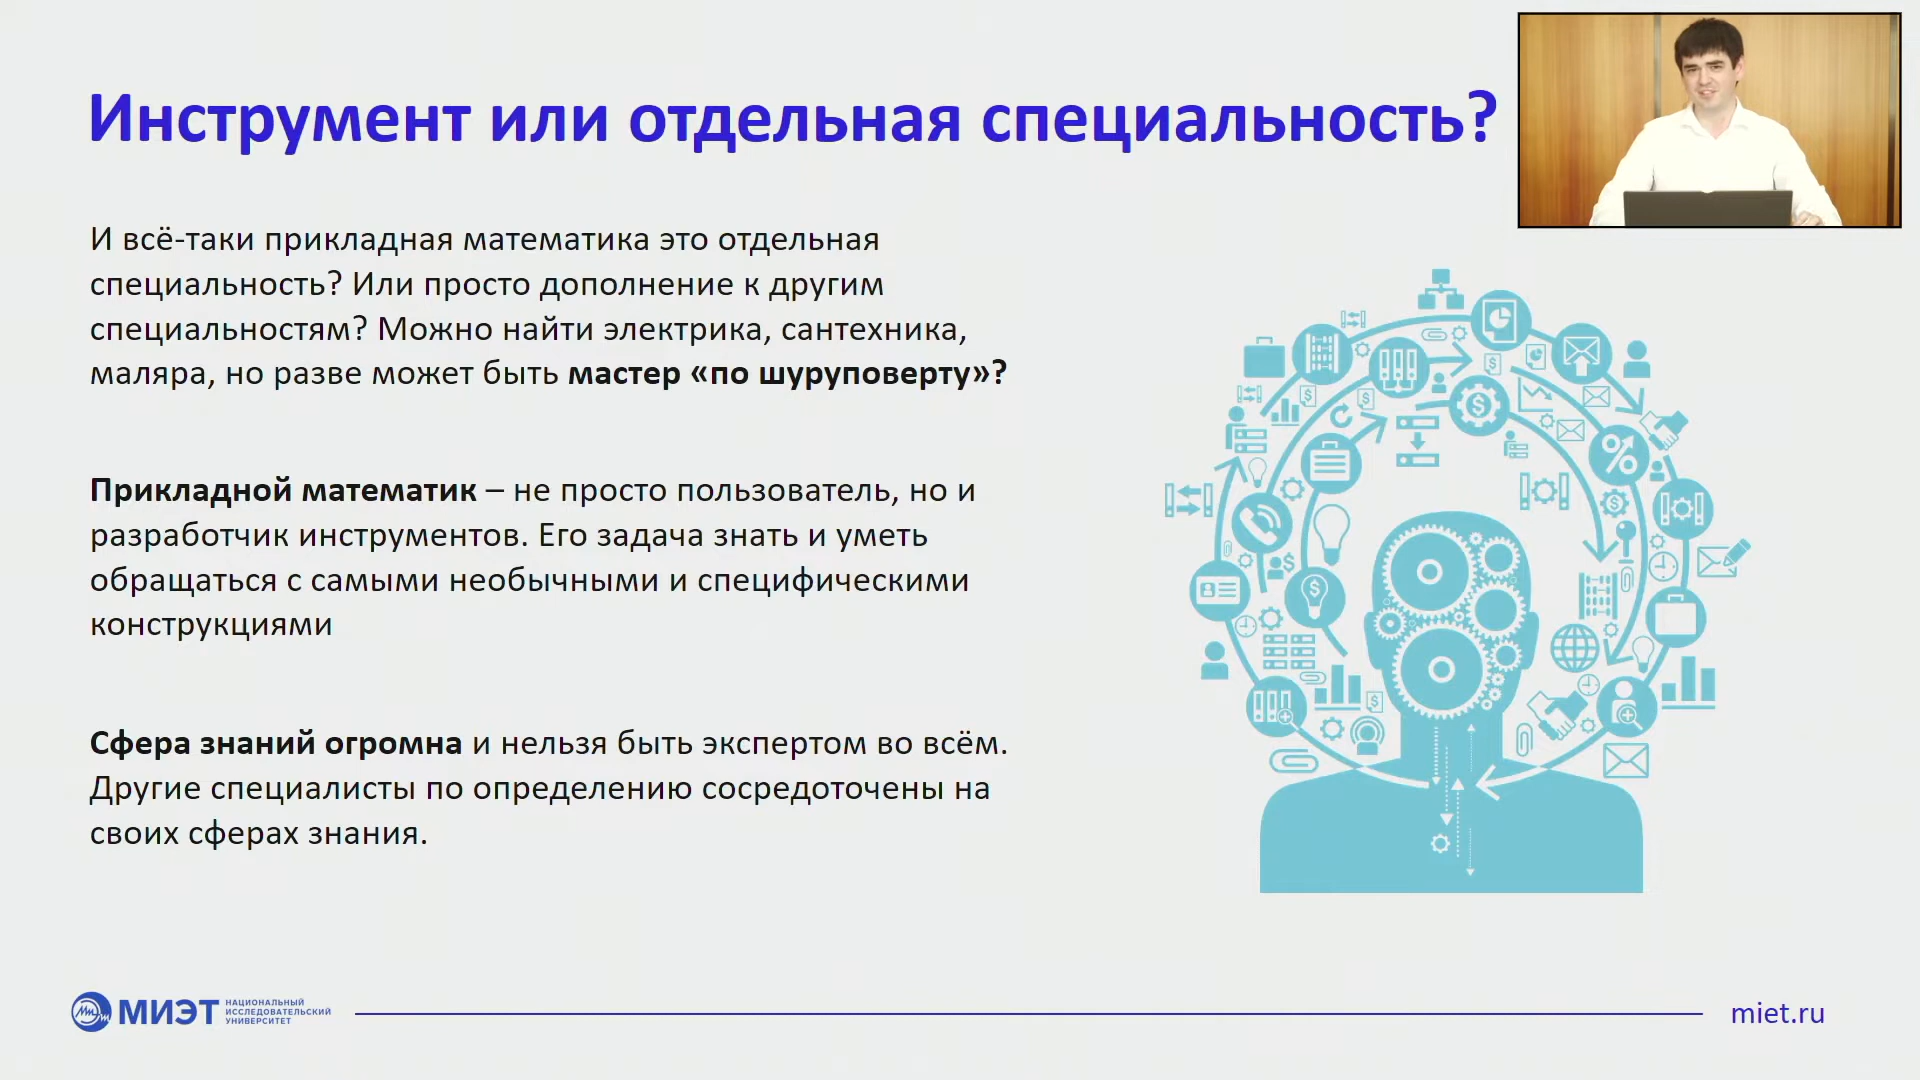 Инструмент или отдельная специальность?
И всё-таки прикладная математика это отдельная
специальность? Или просто дополнение к другим
специальностям? Можно найти электрика, сантехника,
маляра, но разве может быть мастер «по шуруповерту»?
Прикладной математик – не просто пользователь, но и
разработчик инструментов. Его задача знать и уметь
обращаться с самыми необычными и специфическими
конструкциями
Сфера знаний огромна и нельзя быть экспертом во всём.
Другие специалисты по определению сосредоточены на
своих сферах знания.
МИЭТ
НАЦИОНАЛЬНЫЙ
ИССЛЕДОВАТЕЛЬСКИЙ
УНИВЕРСИТЕТ
miet.ru